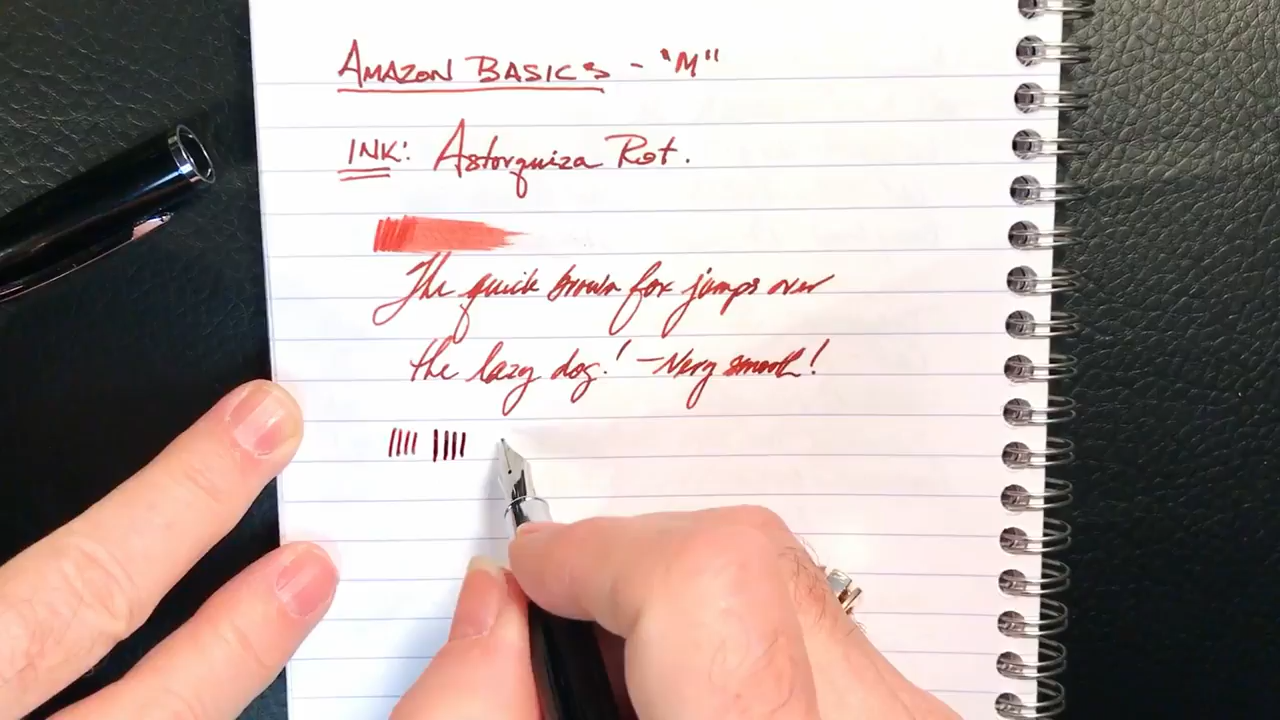 AMAZON BASICS - "M"
INK: Astorquiza Rot.
The quick brown fox jumps over
the lazy dog! - Very smooth!